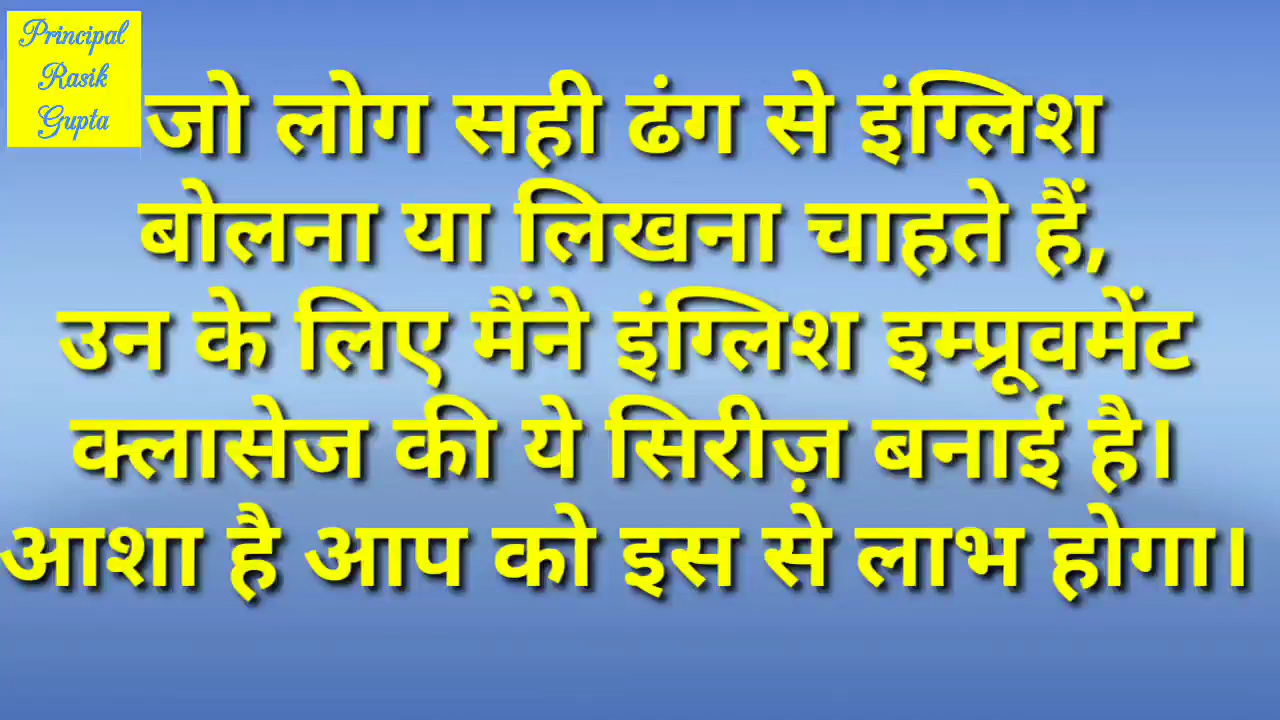 Principal
Rasik
Gupta
जो लोग सही ढंग से इंग्लिश
बोलना या लिखना चाहते हैं,
उन के लिए मैंने इंग्लिश इम्प्रूवमेंट
क्लासेज की ये सिरीज़ बनाई है।
आशा है आप को इस से लाभ होगा।